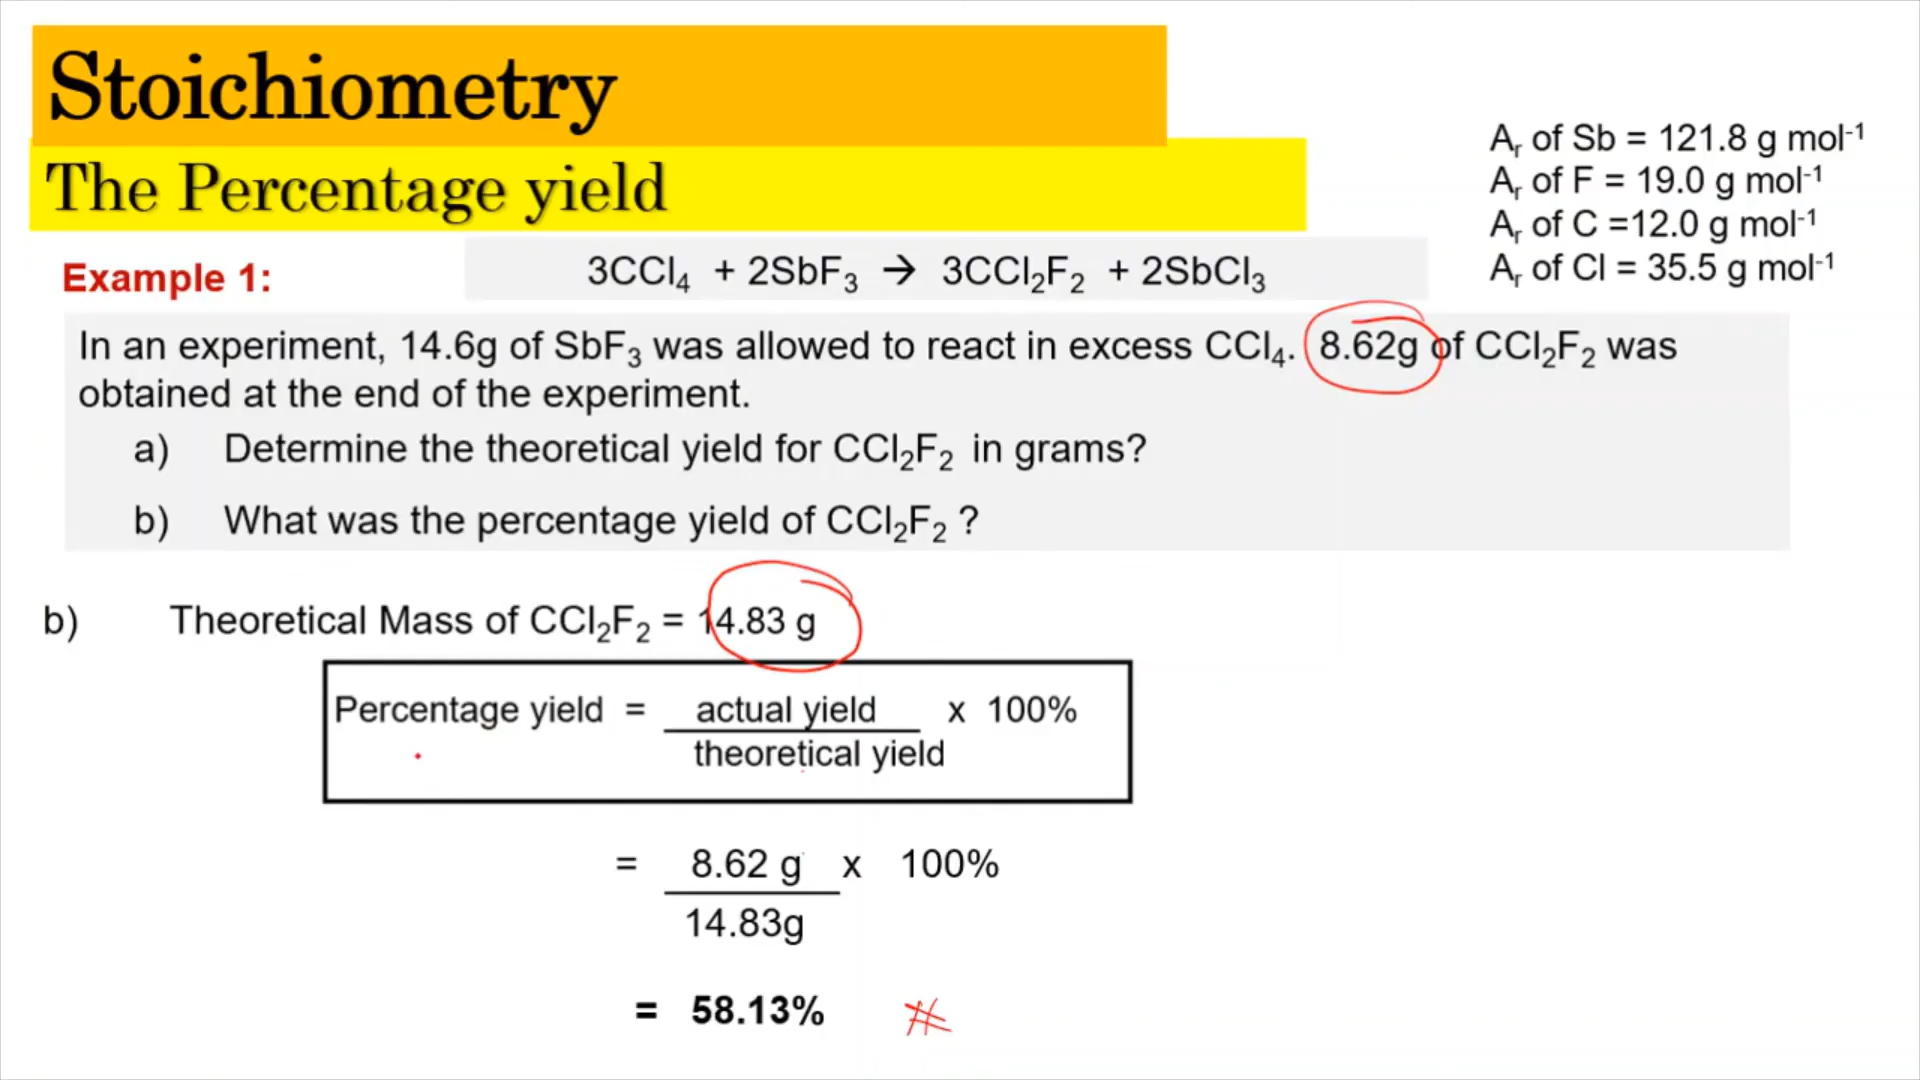 Stoichiometry
The Percentage yield
Aᵣ of Sb = 121.8 g mol⁻¹
Aᵣ of F = 19.0 g mol⁻¹
Aᵣ of C =12.0 g mol⁻¹
Aᵣ of Cl = 35.5 g mol⁻¹
Example 1: 3CCl₄ + 2SbF₃ → 3CCl₂F₂ + 2SbCl₃
In an experiment, 14.6g of SbF₃ was allowed to react in excess CCl₄. 8.62g of CCl₂F₂ was
obtained at the end of the experiment.
a) Determine the theoretical yield for CCl₂F₂ in grams?
b) What was the percentage yield of CCl₂F₂ ?
b) Theoretical Mass of CCl₂F₂ = 14.83 g
Percentage yield = actual yield x 100%
theoretical yield
= 8.62 g x 100%
14.83g
= 58.13% #